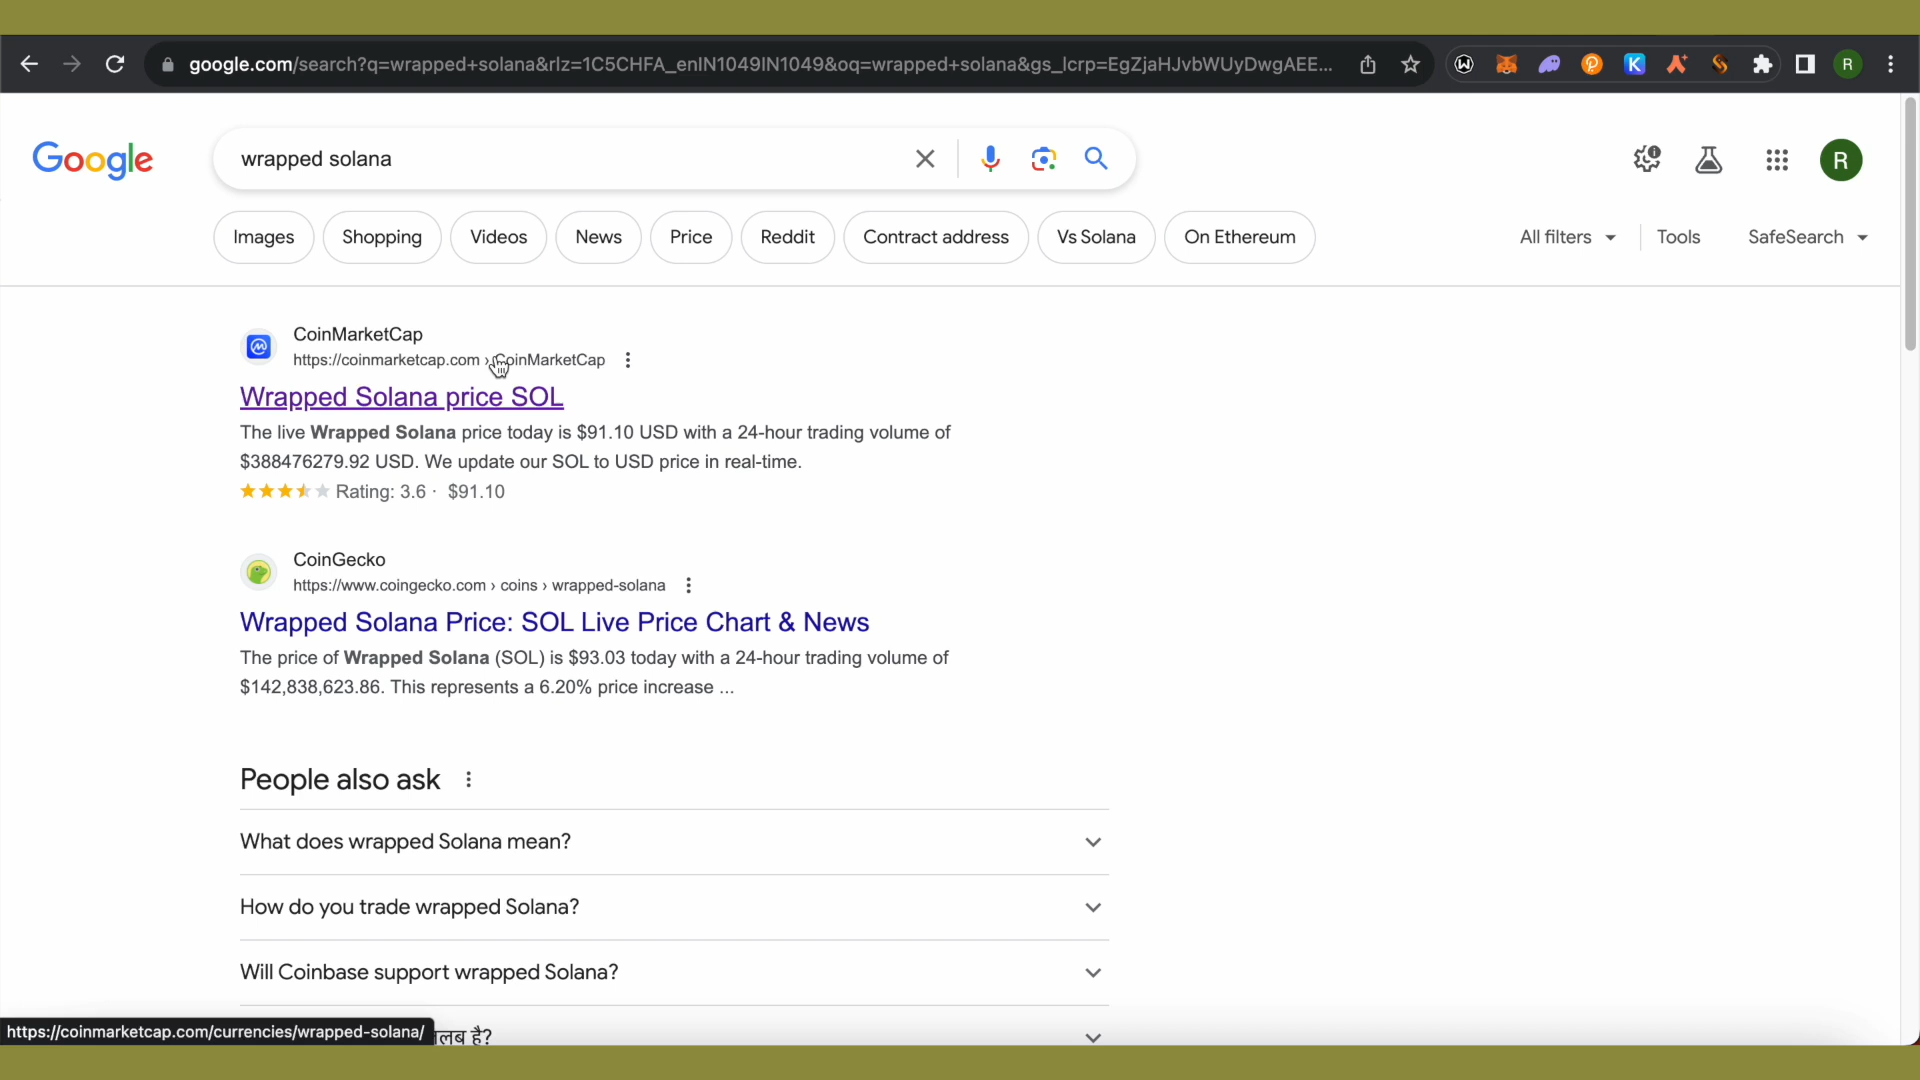 google.com/search?q=wrapped+solana&rlz=1C5CHFA_enIN1049IN1049&oq=wrapped+solana&gs_lcrp=EgZjaHJvbWUyDwgAEE...
R
Google
wrapped solana
R
Images
Shopping
Videos
News
Price
Reddit
Contract address
Vs Solana
On Ethereum
All filters
Tools
SafeSearch
CoinMarketCap
https://coinmarketcap.com › CoinMarketCap
Wrapped Solana price SOL
The live Wrapped Solana price today is $91.10 USD with a 24-hour trading volume of
$388476279.92 USD. We update our SOL to USD price in real-time.
Rating: 3.6 · $91.10
CoinGecko
https://www.coingecko.com › coins › wrapped-solana
Wrapped Solana Price: SOL Live Price Chart & News
The price of Wrapped Solana (SOL) is $93.03 today with a 24-hour trading volume of
$142,838,623.86. This represents a 6.20% price increase ...
People also ask
What does wrapped Solana mean?
How do you trade wrapped Solana?
Will Coinbase support wrapped Solana?
https://coinmarketcap.com/currencies/wrapped-solana/
है?